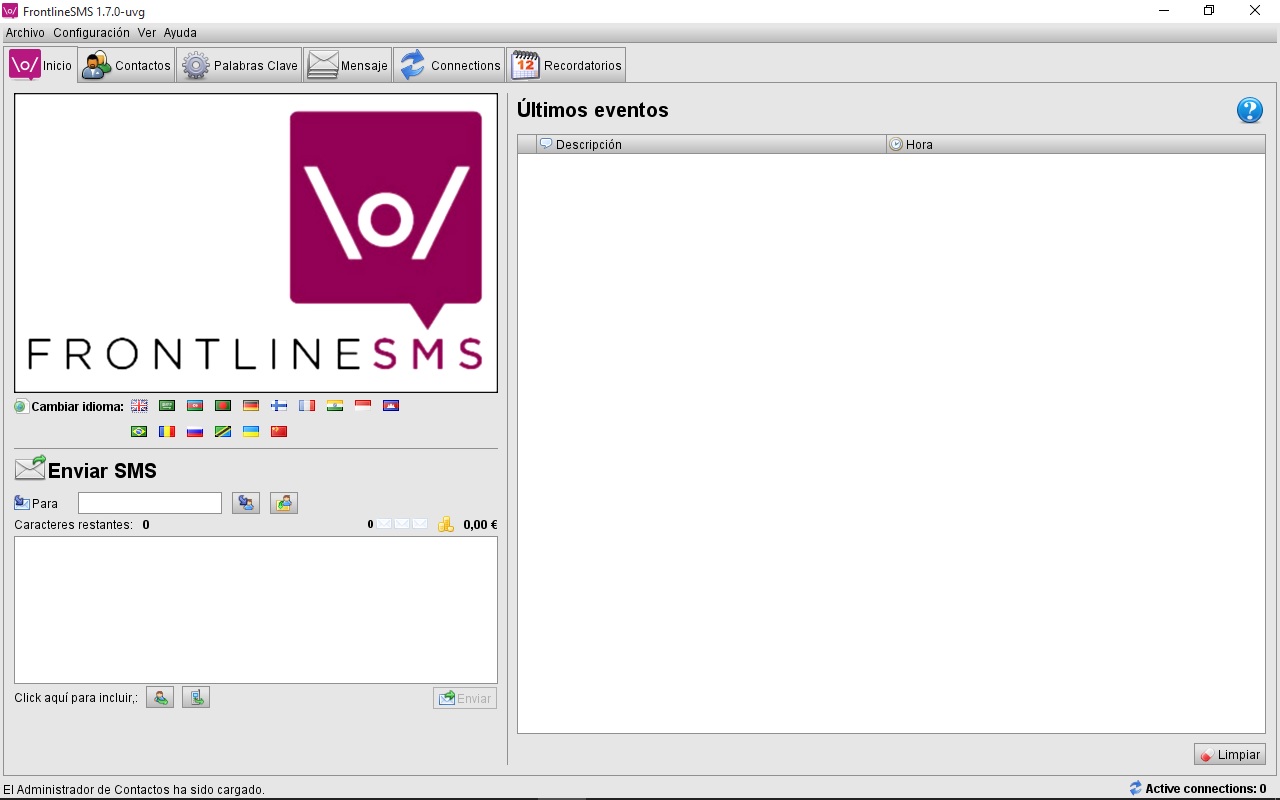 FrontlineSMS 1.7.0-uvg
Archivo Configuración Ver Ayuda
\o/ Inicio Contactos Palabras Clave Mensaje 12 Connections Recordatorios
\o/
FRONTLINESMS
Cambiar idioma:
Enviar SMS
Para
Caracteres restantes: 0 0 0,00 €
Click aquí para incluir,:
Enviar
Últimos eventos
?
Descripción Hora
Limpiar
El Administrador de Contactos ha sido cargado.
Active connections: 0